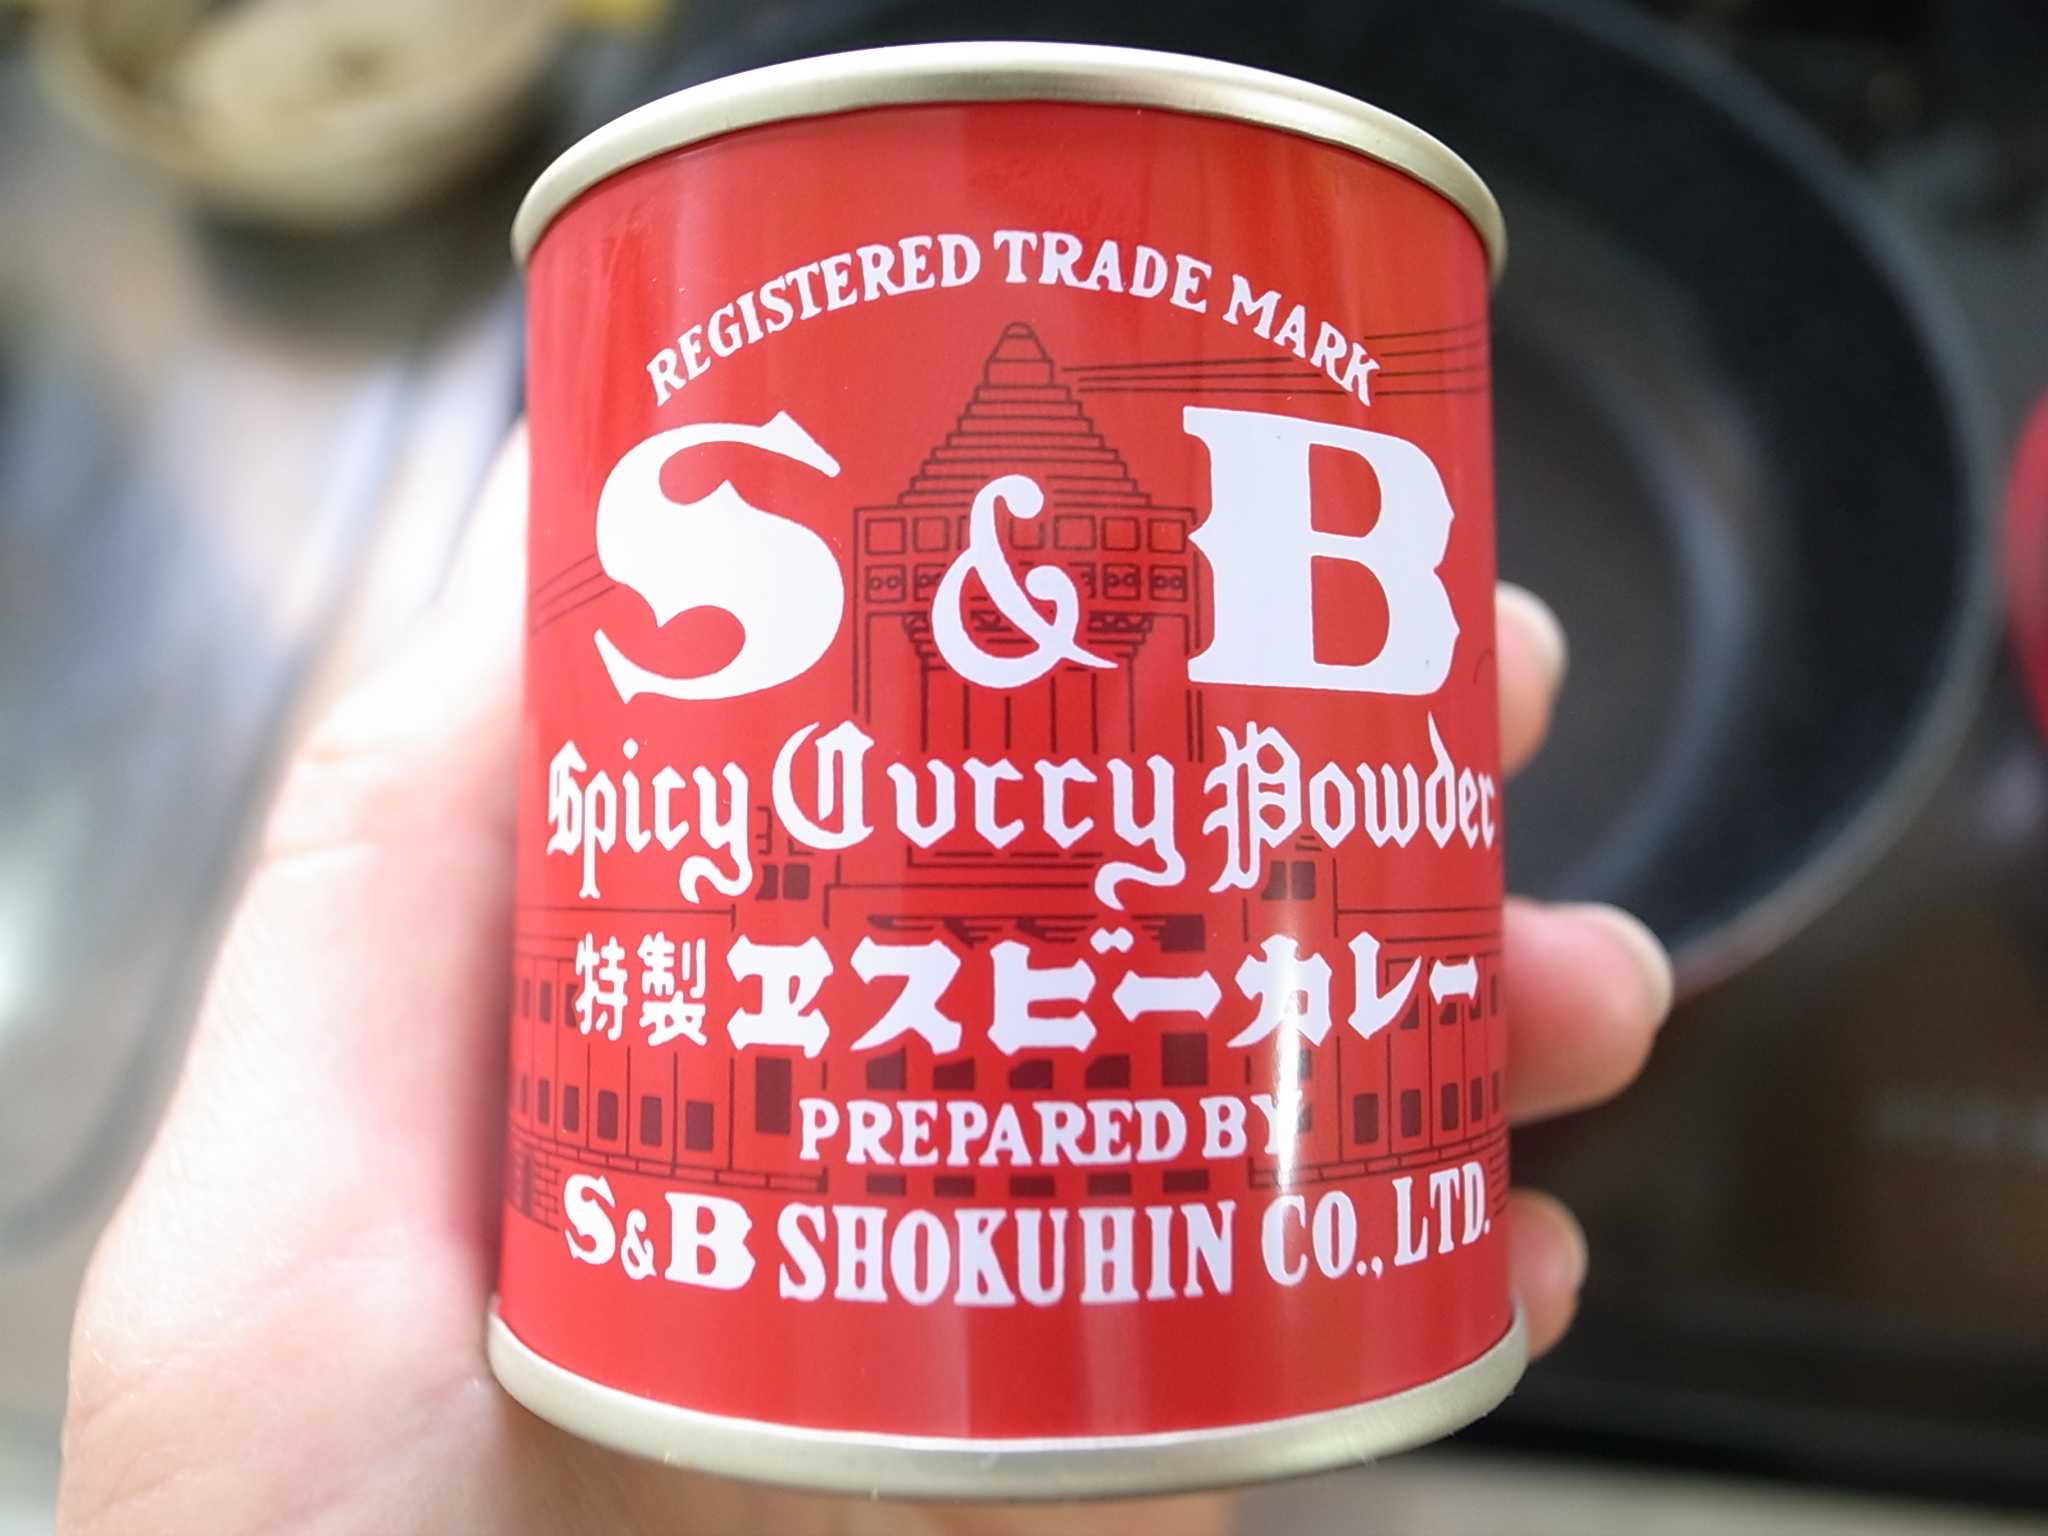 REGISTERED TRADE MARK
S&B
Spicy Curry Powder
特製ヱスビーカレー
PREPARED BY
S&B SHOKUHIN CO., LTD.